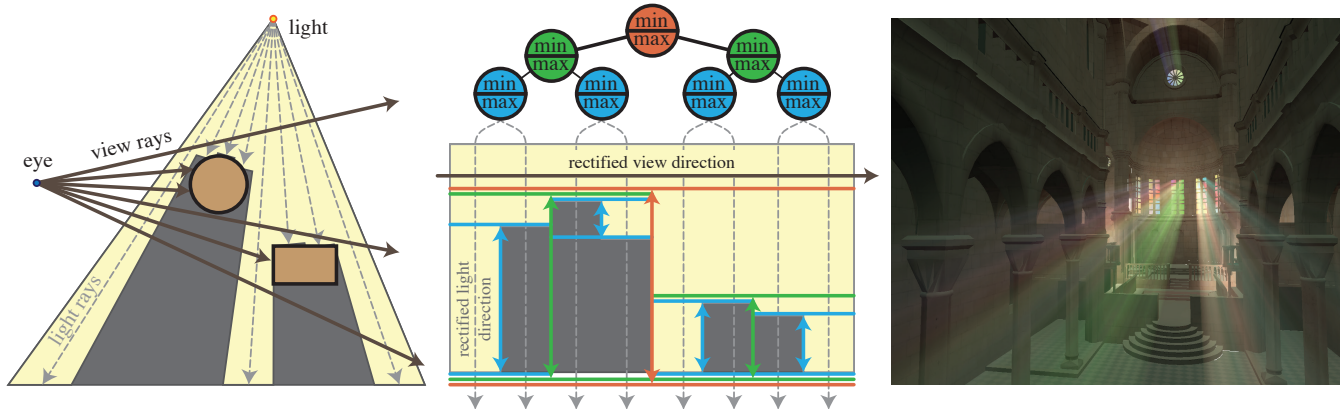 light
view rays
eye
light rays
min
max
min
max
min
max
min
max
min
max
min
max
min
max
rectified view direction
rectified light
direction